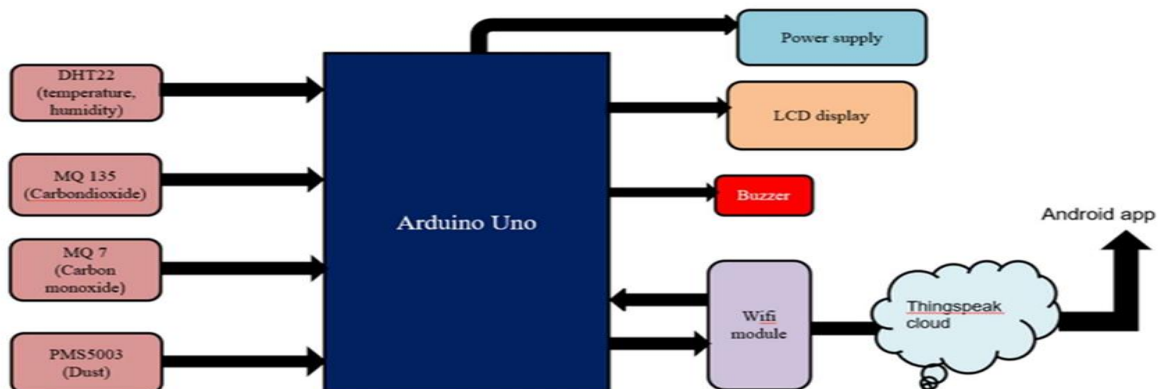 DHT22
(temperature,
humidity)
MQ 135
(Carbondioxide)
MQ 7
(Carbon
monoxide)
PMS5003
(Dust)
Arduino Uno
Power supply
LCD display
Buzzer
Wifi
module
Thingspeak
cloud
Android app